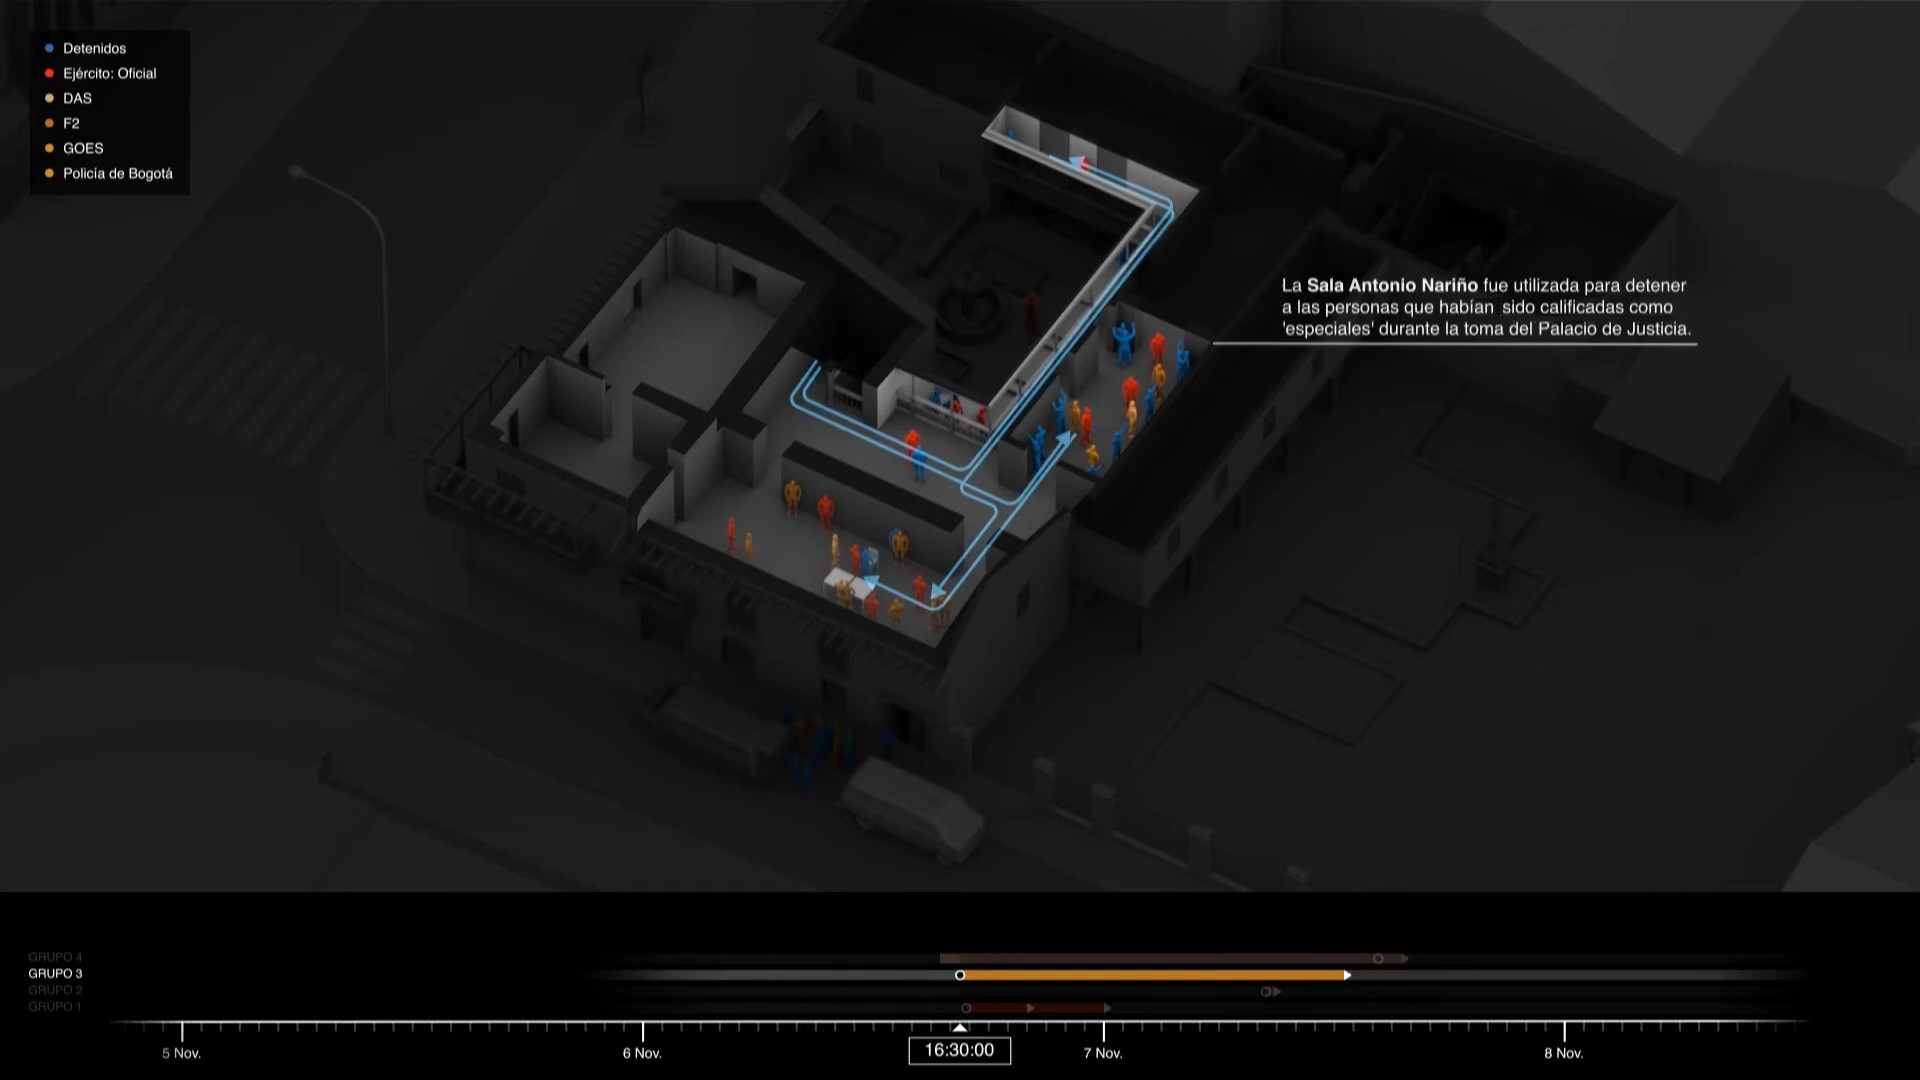 Detenidos
Ejército: Oficial
DAS
F2
GOES
Policía de Bogotá
La Sala Antonio Nariño fue utilizada para detener
a las personas que habían sido calificadas como
'especiales' durante la toma del Palacio de Justicia.
GRUPO 4
GRUPO 3
GRUPO 2
GRUPO 1
5 Nov.
6 Nov.
16:30:00
7 Nov.
8 Nov.